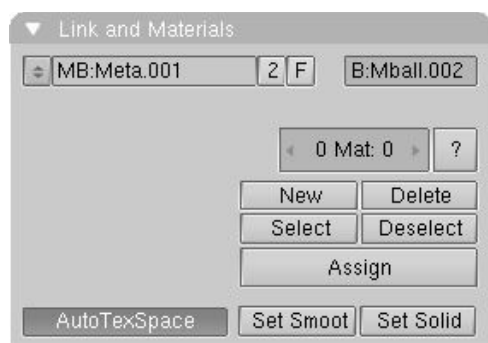 Link and Materials
MB:Meta.001 2 F B:Mball.002
0 Mat: 0 ?
New Delete
Select Deselect
Assign
AutoTexSpace Set Smoot Set Solid